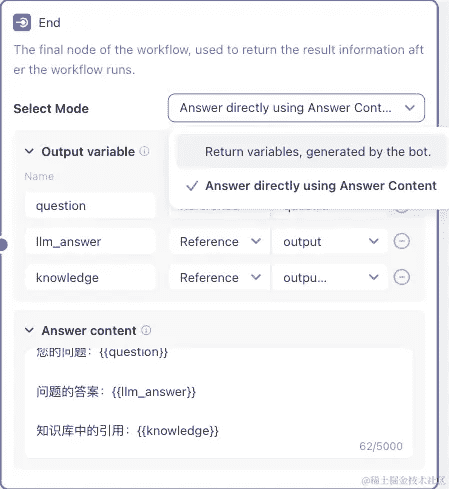 End
The final node of the workflow, used to return the result information aft
er the workflow runs.
Select Mode
Answer directly using Answer Cont...
Return variables, generated by the bot.
Answer directly using Answer Content
Output variable
Name
question
llm_answer
Reference
output
knowledge
Reference
outpu...
Answer content
您的问题：{{question}}
问题的答案：{{llm_answer}}
知识库中的引用：{{knowledge}}
62/5000
@稀土掘金技术社区